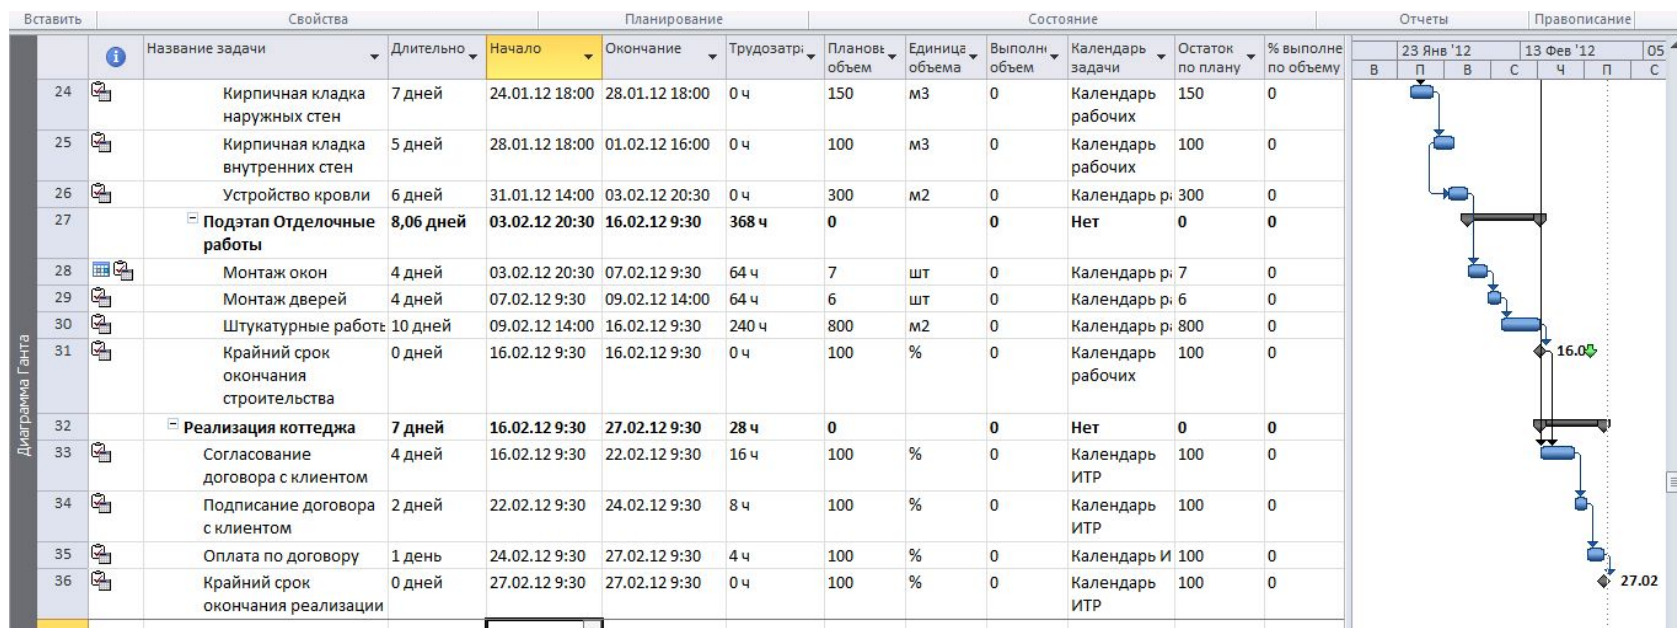 Вставить Свойства Планирование Состояние Отчеты Правописание
Название задачи Длительно Начало Окончание Трудозатра Плановь Единица Выполн Календарь Остаток % выполне 23 Янв '12 13 Фев '12 05
объем объема объем задачи по плану по объему В П В С Ч П С
24 Кирпичная кладка 7 дней 24.01.12 18:00 28.01.12 18:00 0 ч 150 м3 0 Календарь 150 0
наружных стен рабочих
25 Кирпичная кладка 5 дней 28.01.12 18:00 01.02.12 16:00 0 ч 100 м3 0 Календарь 100 0
внутренних стен рабочих
26 Устройство кровли 6 дней 31.01.12 14:00 03.02.12 20:30 0 ч 300 м2 0 Календарь ра 300 0
27 Подэтап Отделочные 8,06 дней 03.02.12 20:30 16.02.12 9:30 368 ч 0 0 Нет 0 0
работы
28 Монтаж окон 4 дней 03.02.12 20:30 07.02.12 9:30 64 ч 7 шт 0 Календарь ра 7 0
29 Монтаж дверей 4 дней 07.02.12 9:30 09.02.12 14:00 64 ч 6 шт 0 Календарь ра 6 0
30 Штукатурные работь 10 дней 09.02.12 14:00 16.02.12 9:30 240 ч 800 м2 0 Календарь ра 800 0
31 Крайний срок 0 дней 16.02.12 9:30 16.02.12 9:30 0 ч 100 % 0 Календарь 100 0 16.0
окончания рабочих
строительства
Диаграмма Ганта
32 Реализация коттеджа 7 дней 16.02.12 9:30 27.02.12 9:30 28 ч 0 0 Нет 0 0
33 Согласование 4 дней 16.02.12 9:30 22.02.12 9:30 16 ч 100 % 0 Календарь 100 0
договора с клиентом ИТР
34 Подписание договора 2 дней 22.02.12 9:30 24.02.12 9:30 8 ч 100 % 0 Календарь 100 0
с клиентом ИТР
35 Оплата по договору 1 день 24.02.12 9:30 27.02.12 9:30 4 ч 100 % 0 Календарь И 100 0
36 Крайний срок 0 дней 27.02.12 9:30 27.02.12 9:30 0 ч 100 % 0 Календарь 100 0 27.02
окончания реализации ИТР